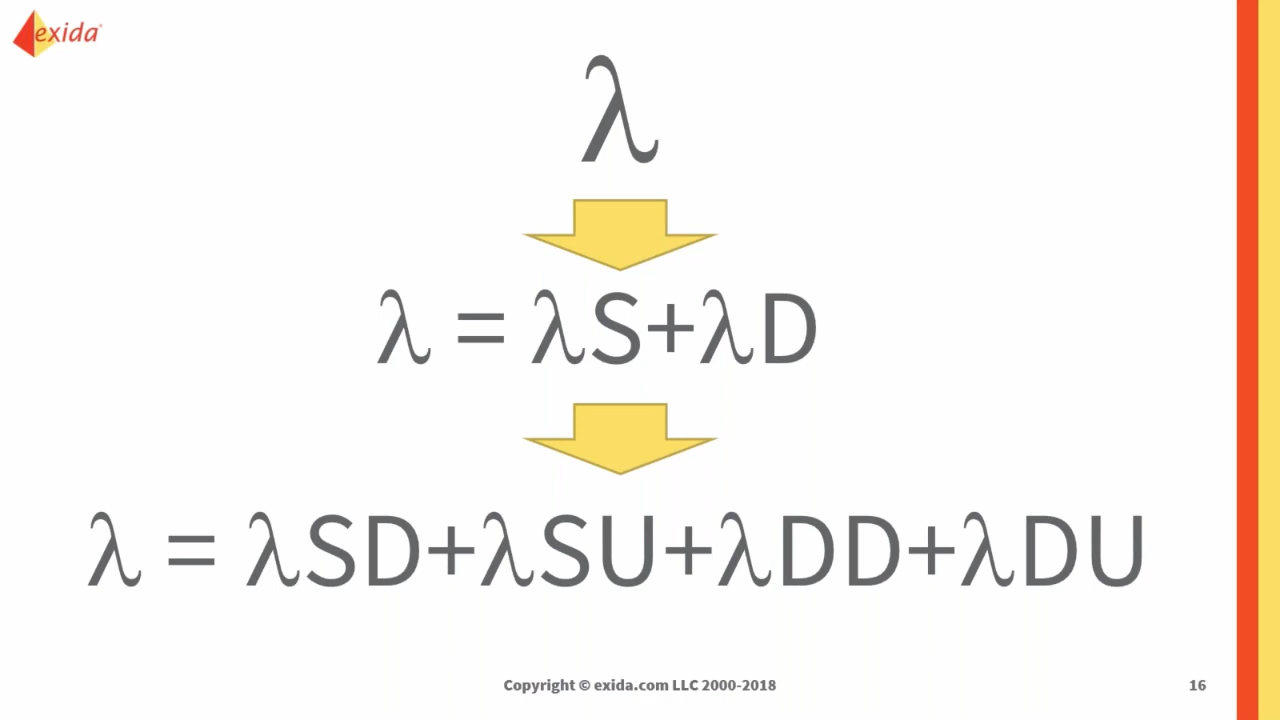 exida
λ
λ = λS+λD
λ = λSD+λSU+λDD+λDU
Copyright © exida.com LLC 2000-2018
16